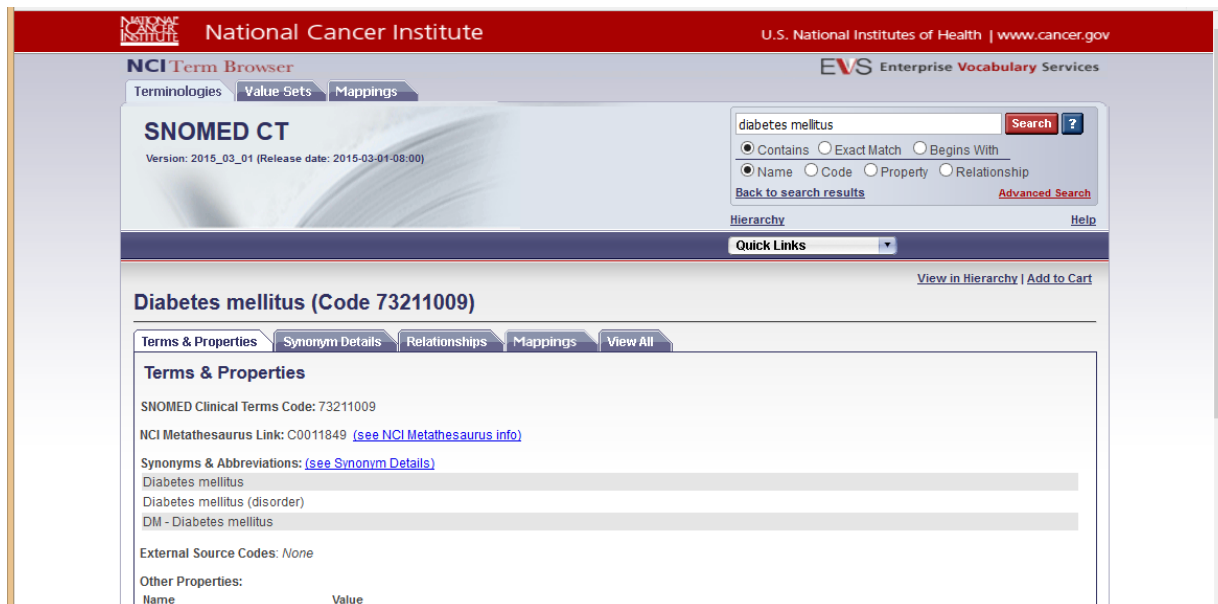 NATIONAL CANCER INSTITUTE National Cancer Institute U.S. National Institutes of Health | www.cancer.gov
NCI Term Browser EVS Enterprise Vocabulary Services
Terminologies Value Sets Mappings
SNOMED CT
Version: 2015_03_01 (Release date: 2015-03-01-08:00)
diabetes mellitus Search ?
Contains Exact Match Begins With
Name Code Property Relationship
Back to search results Advanced Search
Hierarchy Help
Quick Links
View in Hierarchy | Add to Cart
Diabetes mellitus (Code 73211009)
Terms & Properties Synonym Details Relationships Mappings View All
Terms & Properties
SNOMED Clinical Terms Code: 73211009
NCI Metathesaurus Link: C0011849 (see NCI Metathesaurus info)
Synonyms & Abbreviations: (see Synonym Details)
Diabetes mellitus
Diabetes mellitus (disorder)
DM - Diabetes mellitus
External Source Codes: None
Other Properties:
Name Value